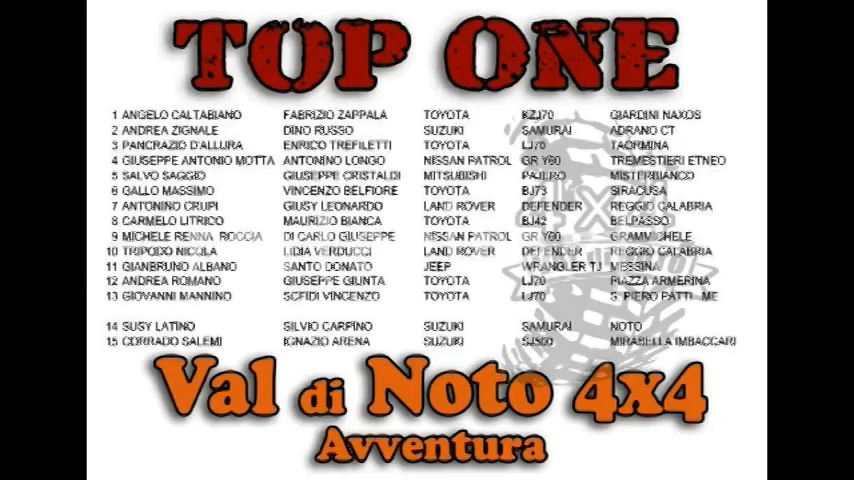 TOP ONE
1 ANGELO CALTABIANO FABRIZIO ZAPPALA TOYOTA KZJ70 GIARDINI NAXOS
2 ANDREA ZIGNALE DINO RUSSO SUZUKI SAMURAI ADRANO CT
3 PANCRAZIO D'ALLURA ENRICO TREFILETTI TOYOTA LJ70 TAORMINA
4 GIUSEPPE ANTONIO MOTTA ANTONINO LONGO NISSAN PATROL GR Y60 TREMESTIERI ETNEO
5 SALVO SAGGIO GIUSEPPE CRISTALDI MITSUBISHI PAJERO MISTERBIANCO
6 GALLO MASSIMO VINCENZO BELFIORE TOYOTA BJ73 SIRACUSA
7 ANTONINO CRUPI GIUSY LEONARDO LAND ROVER DEFENDER REGGIO CALABRIA
8 CARMELO LITRICO MAURIZIO BIANCA TOYOTA BJ42 BELPASSO
9 MICHELE RENNA ROCCIA DI CARLO GIUSEPPE NISSAN PATROL GR Y60 GRAMMICHELE
10 TRIPODO NICOLA LIDIA VERDUCCI LAND ROVER DEFENDER REGGIO CALABRIA
11 GIANBRUNO ALBANO SANTO DONATO JEEP WRANGLER TJ MESSINA
12 ANDREA ROMANO GIUSEPPE GIUNTA TOYOTA LJ70 PIAZZA ARMERINA
13 GIOVANNI MANNINO SOFIDI VINCENZO TOYOTA LJ70 S. PIERO PATTI ME
14 SUSY LATINO SILVIO CARPINO SUZUKI SAMURAI NOTO
15 CORRADO SALEMI IGNAZIO ARENA SUZUKI SJ500 MIRABELLA IMBACCARI
Val di Noto 4x4
Avventura